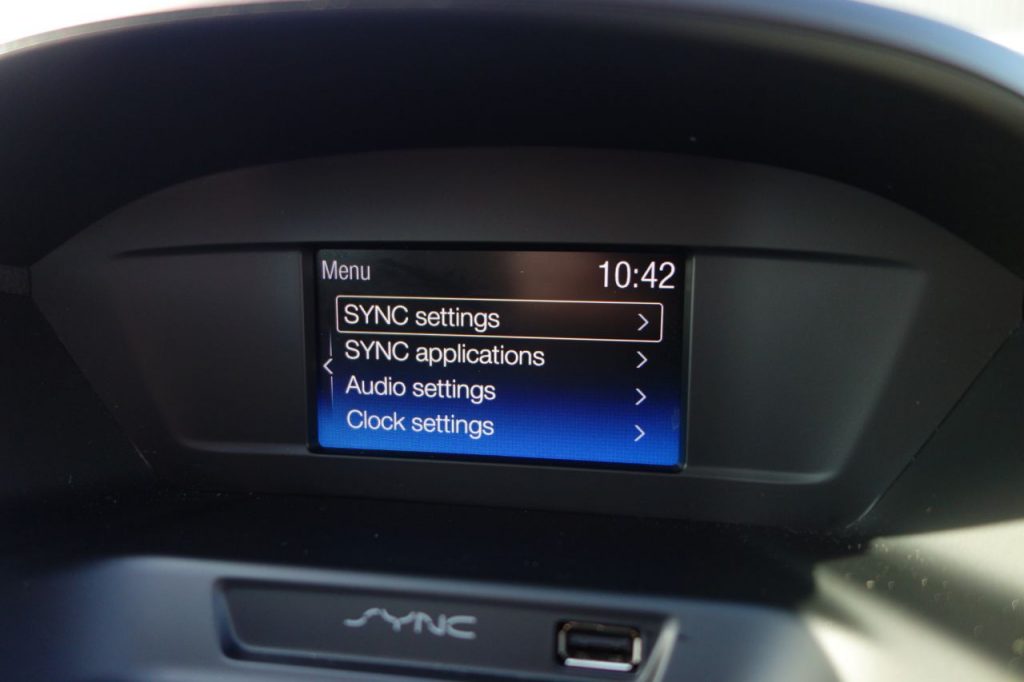 Menu
10:42
SYNC settings
SYNC applications
Audio settings
Clock settings
SYNC